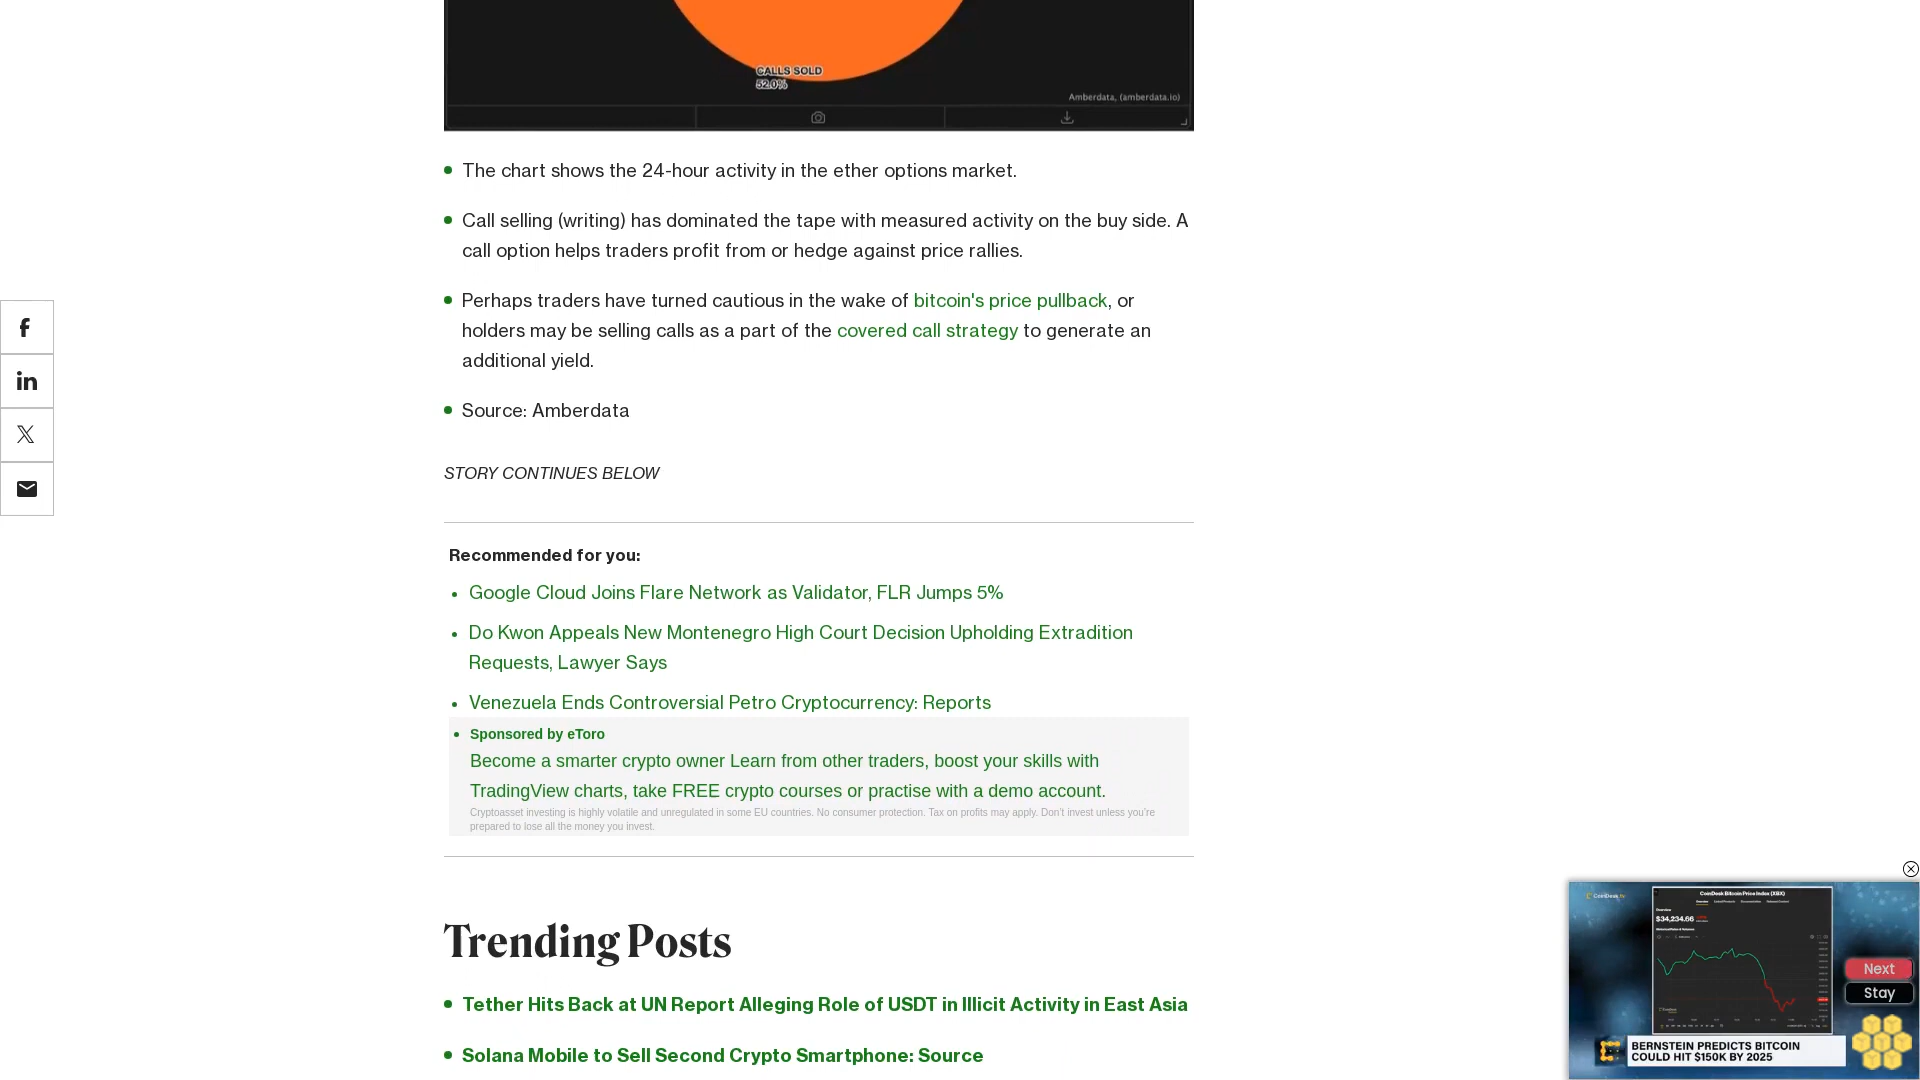 CALLS SOLD
52.0%
Amberdata, (amberdata.io)
The chart shows the 24-hour activity in the ether options market.
Call selling (writing) has dominated the tape with measured activity on the buy side. A
call option helps traders profit from or hedge against price rallies.
Perhaps traders have turned cautious in the wake of bitcoin's price pullback, or
holders may be selling calls as a part of the covered call strategy to generate an
additional yield.
Source: Amberdata
STORY CONTINUES BELOW
Recommended for you:
Google Cloud Joins Flare Network as Validator, FLR Jumps 5%
Do Kwon Appeals New Montenegro High Court Decision Upholding Extradition
Requests, Lawyer Says
Venezuela Ends Controversial Petro Cryptocurrency: Reports
Sponsored by eToro
Become a smarter crypto owner Learn from other traders, boost your skills with
TradingView charts, take FREE crypto courses or practise with a demo account.
Cryptoasset investing is highly volatile and unregulated in some EU countries. No consumer protection. Tax on profits may apply. Don't invest unless you're
prepared to lose all the money you invest.
Trending Posts
Tether Hits Back at UN Report Alleging Role of USDT in Illicit Activity in East Asia
Solana Mobile to Sell Second Crypto Smartphone: Source
CoinDesk Bitcoin Price Index (XBX)
$34,234.66
Next
Stay
BERNSTEIN PREDICTS BITCOIN
COULD HIT $150K BY 2025